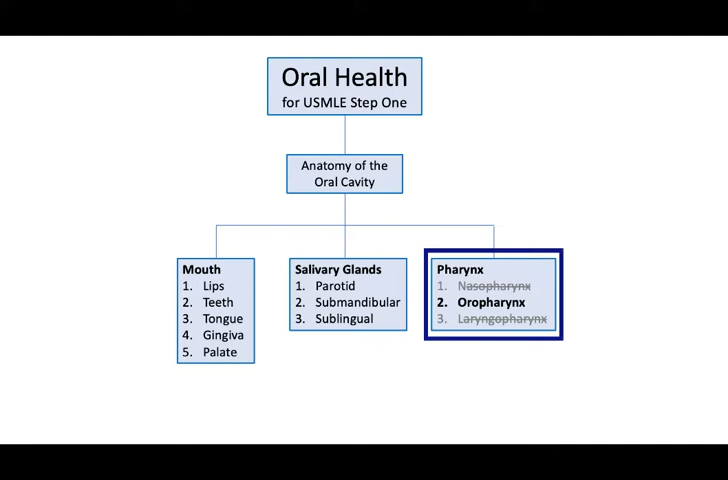 Oral Health
for USMLE Step One
Anatomy of the
Oral Cavity
Mouth
1. Lips
2. Teeth
3. Tongue
4. Gingiva
5. Palate
Salivary Glands
1. Parotid
2. Submandibular
3. Sublingual
Pharynx
1. Nasopharynx
2. Oropharynx
3. Laryngopharynx